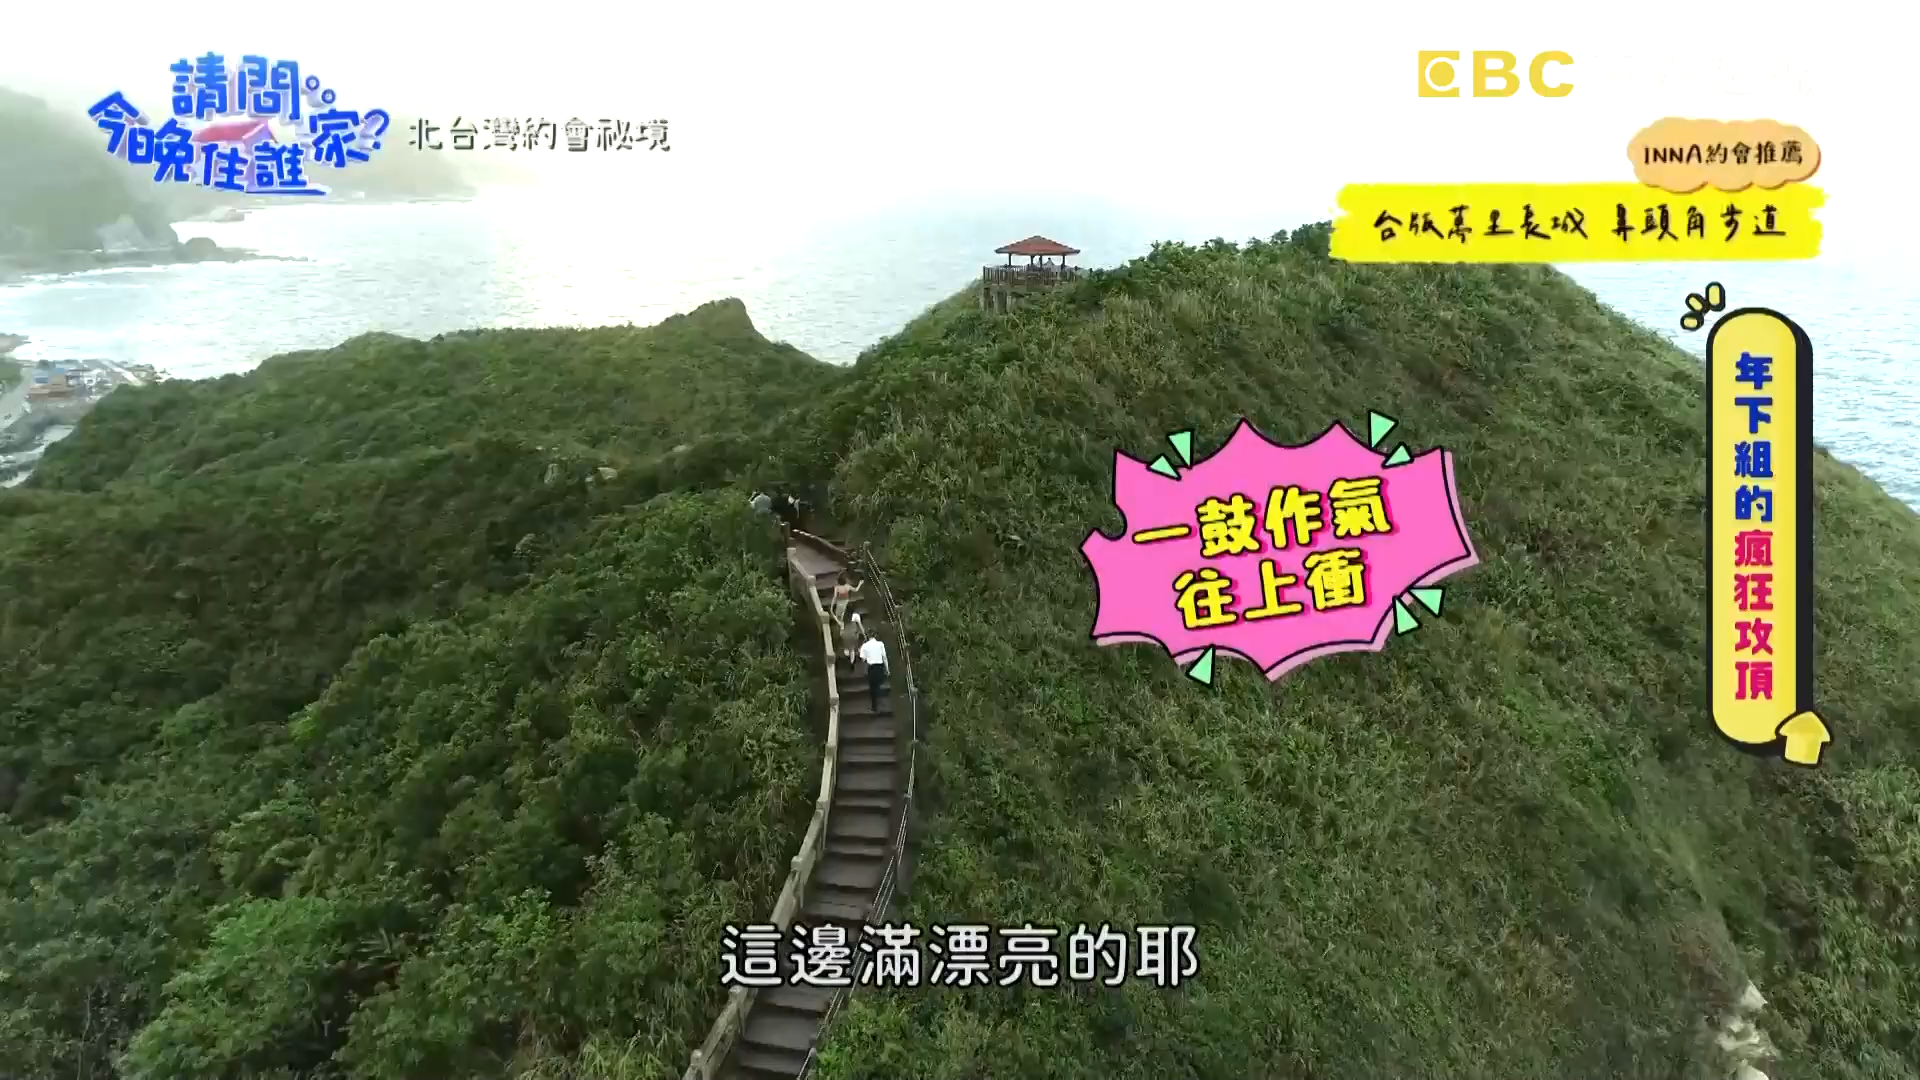 請問
今晚住誰家?
北台灣約會祕境
EBC
INNA約會推薦
台版萬里長城 鼻頭角步道
年下組的瘋狂攻頂
一鼓作氣
往上衝
這邊滿漂亮的耶